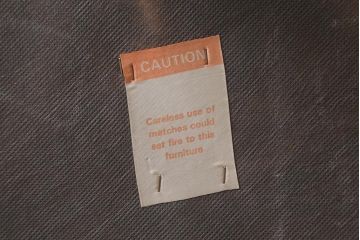 CAUTION
Careless use of
matches could
set fire to this
furniture